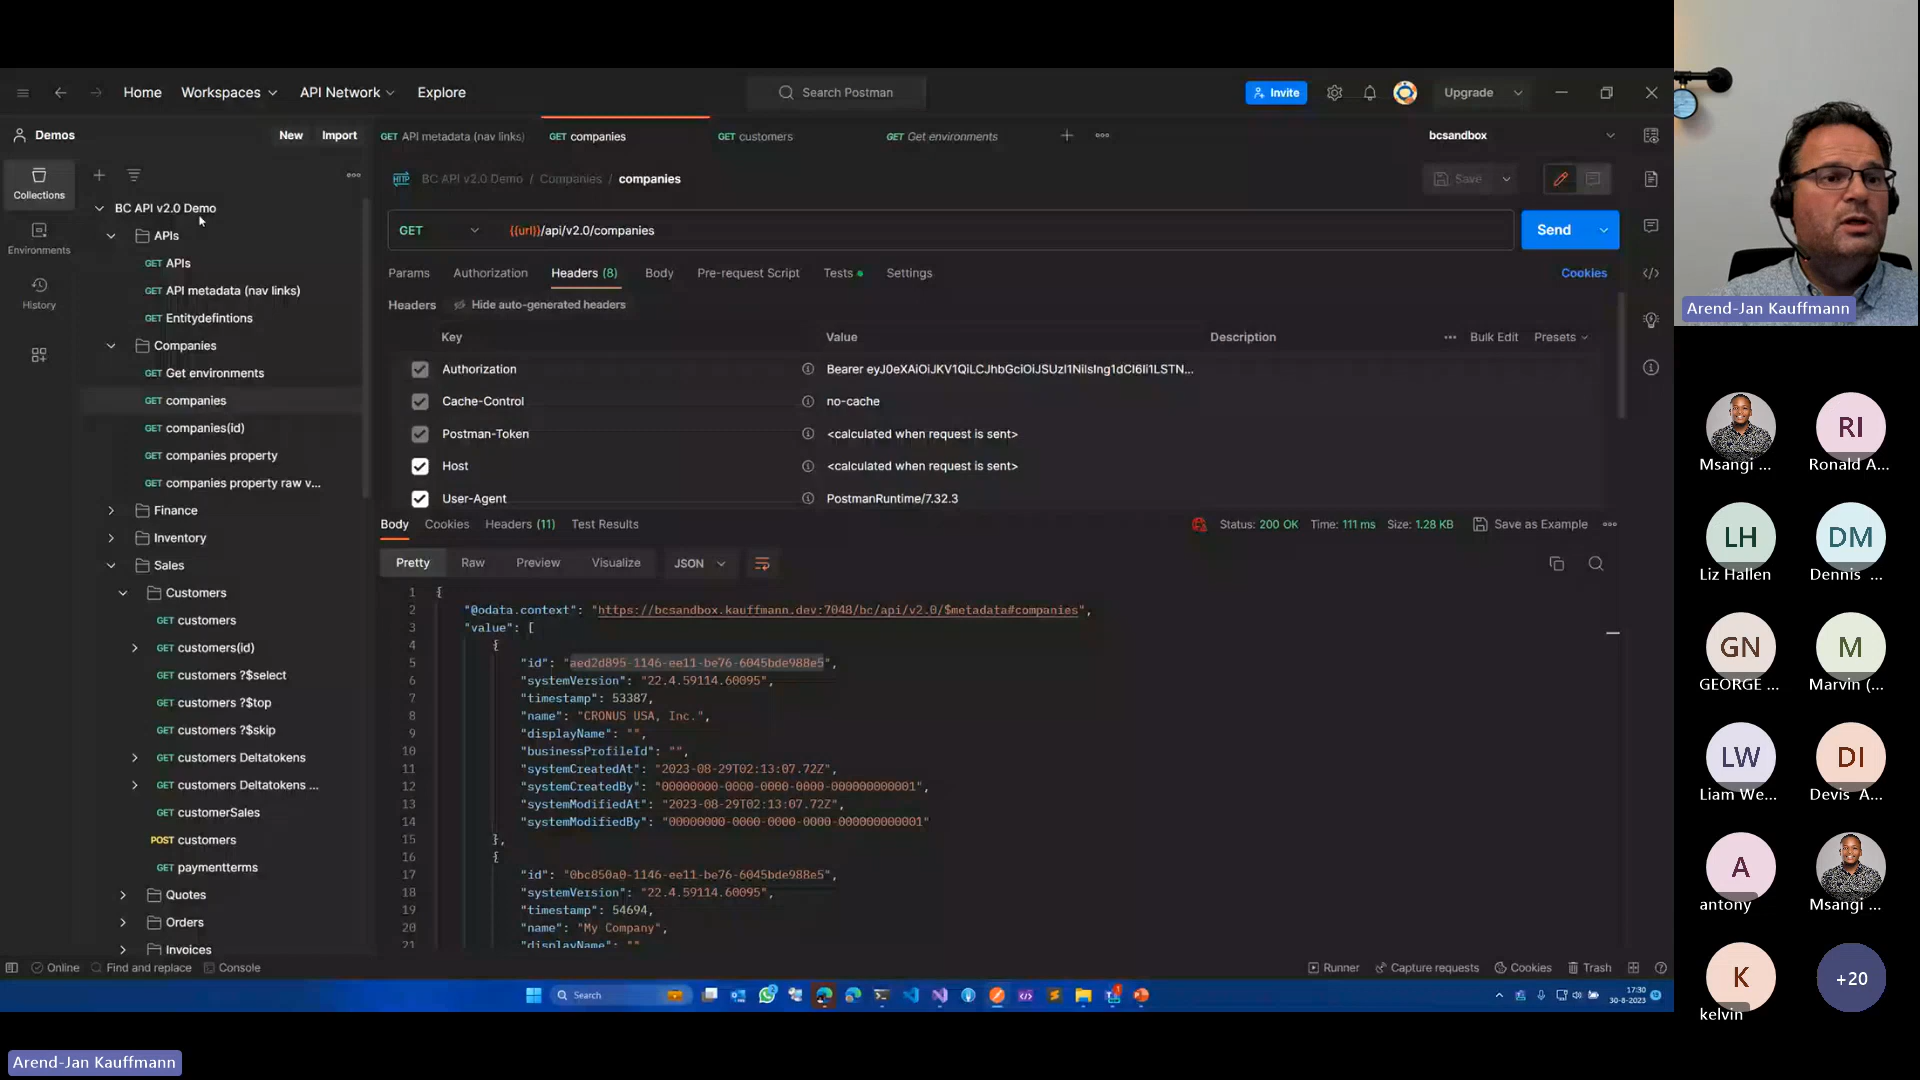 Home
Workspaces
API Network
Explore
Search Postman
Invite
Upgrade
Demos
New
Import
GET API metadata (nav links)
GET companies
GET customers
GET Get environments
bcsandbox
Collections
Environments
History
BC API v2.0 Demo
APIs
GET APIs
GET API metadata (nav links)
GET Entitydefintions
Companies
GET Get environments
GET companies
GET companies(id)
GET companies property
GET companies property raw v...
Finance
Inventory
Sales
Customers
GET customers
GET customers(id)
GET customers ?$select
GET customers ?$top
GET customers ?$skip
GET customers Deltatokens
GET customers Deltatokens ...
GET customerSales
POST customers
GET paymentterms
Quotes
Orders
Invoices
HTTP BC API v2.0 Demo / Companies / companies
Save
GET {{url}}/api/v2.0/companies
Send
Params Authorization Headers (8) Body Pre-request Script Tests Settings
Cookies
Headers Hide auto-generated headers
Key Value Description
Bulk Edit Presets
Authorization Bearer eyJ0eXAiOiJKV1QiLCJhbGciOiJSUzI1NiIsIng1dCI6Ii1LSTN...
Cache-Control no-cache
Postman-Token <calculated when request is sent>
Host <calculated when request is sent>
User-Agent PostmanRuntime/7.32.3
Body Cookies Headers (11) Test Results
Status: 200 OK Time: 111 ms Size: 1.28 KB Save as Example
Pretty Raw Preview Visualize JSON
1 {
2 "@odata.context": "https://bcsandbox.kauffmann.dev:7048/bc/api/v2.0/$metadata#companies",
3 "value": [
4 {
5 "id": "aed2d895-1146-ee11-be76-6045bde988e5",
6 "systemVersion": "22.4.59114.60095",
7 "timestamp": 53387,
8 "name": "CRONUS USA, Inc.",
9 "displayName": "",
10 "businessProfileId": "",
11 "systemCreatedAt": "2023-08-29T02:13:07.72Z",
12 "systemCreatedBy": "00000000-0000-0000-0000-000000000001",
13 "systemModifiedAt": "2023-08-29T02:13:07.72Z",
14 "systemModifiedBy": "00000000-0000-0000-0000-000000000001"
15 },
16 {
17 "id": "0bc850a0-1146-ee11-be76-6045bde988e5",
18 "systemVersion": "22.4.59114.60095",
19 "timestamp": 54694,
20 "name": "My Company",
21 "displayName": ""
Online
Find and replace
Console
Runner
Capture requests
Cookies
Trash
Search
17:30
30-8-2023
Arend-Jan Kauffmann
Msangi ...
RI
Ronald A...
LH
Liz Hallen
DM
Dennis ...
GN
GEORGE ...
M
Marvin (...
LW
Liam We...
DI
Devis A...
A
antony
Msangi ...
K
kelvin
+20
Arend-Jan Kauffmann